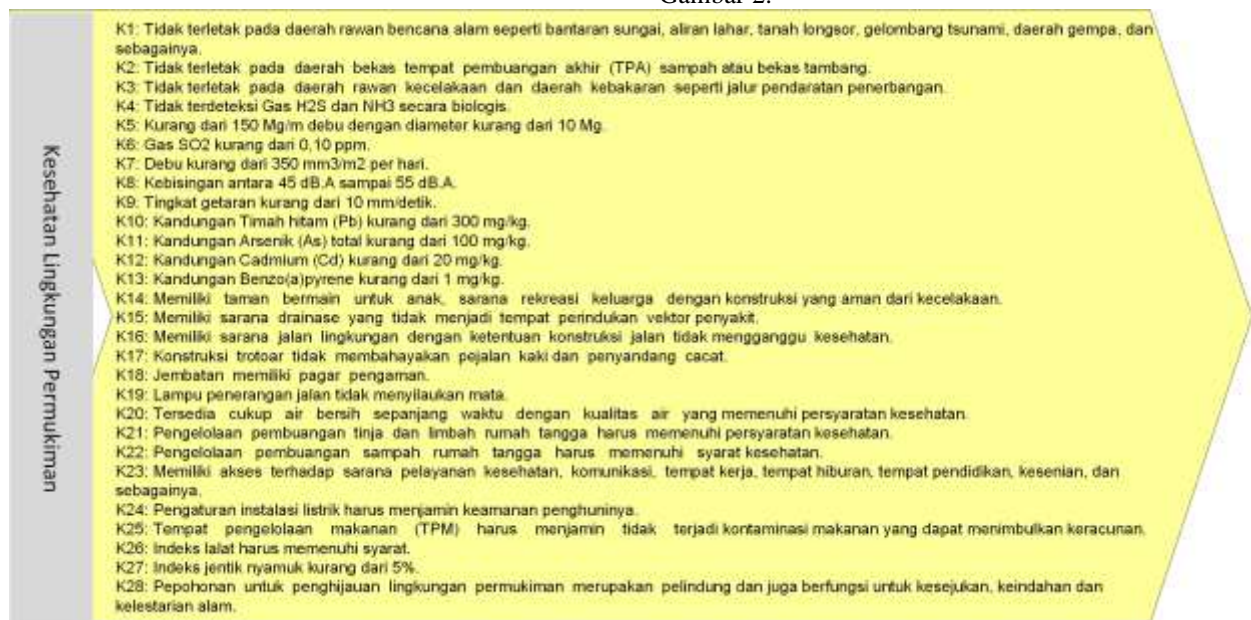 Gambar 2.
Kesehatan Lingkungan Permukiman
K1: Tidak terletak pada daerah rawan bencana alam seperti bantaran sungai, aliran lahar, tanah longsor, gelombang tsunami, daerah gempa, dan
sebagainya.
K2: Tidak terletak pada daerah bekas tempat pembuangan akhir (TPA) sampah atau bekas tambang.
K3: Tidak terletak pada daerah rawan kecelakaan dan daerah kebakaran seperti jalur pendaratan penerbangan.
K4: Tidak terdeteksi Gas H2S dan NH3 secara biologis.
K5: Kurang dari 150 Mg/m debu dengan diameter kurang dari 10 Mg.
K6: Gas SO2 kurang dari 0,10 ppm.
K7: Debu kurang dari 350 mm3/m2 per hari.
K8: Kebisingan antara 45 dB.A sampai 55 dB.A.
K9: Tingkat getaran kurang dari 10 mm/detik.
K10: Kandungan Timah hitam (Pb) kurang dari 300 mg/kg.
K11: Kandungan Arsenik (As) total kurang dari 100 mg/kg.
K12: Kandungan Cadmium (Cd) kurang dari 20 mg/kg.
K13: Kandungan Benzo(a)pyrene kurang dari 1 mg/kg.
K14: Memiliki taman bermain untuk anak, sarana rekreasi keluarga dengan konstruksi yang aman dari kecelakaan.
K15: Memiliki sarana drainase yang tidak menjadi tempat perindukan vektor penyakit.
K16: Memiliki sarana jalan lingkungan dengan ketentuan konstruksi jalan tidak mengganggu kesehatan.
K17: Konstruksi trotoar tidak membahayakan pejalan kaki dan penyandang cacat.
K18: Jembatan memiliki pagar pengaman.
K19: Lampu penerangan jalan tidak menyilaukan mata.
K20: Tersedia cukup air bersih sepanjang waktu dengan kualitas air yang memenuhi persyaratan kesehatan.
K21: Pengelolaan pembuangan tinja dan limbah rumah tangga harus memenuhi persyaratan kesehatan.
K22: Pengelolaan pembuangan sampah rumah tangga harus memenuhi syarat kesehatan.
K23: Memiliki akses terhadap sarana pelayanan kesehatan, komunikasi, tempat kerja, tempat hiburan, tempat pendidikan, kesenian, dan
sebagainya.
K24: Pengaturan instalasi listrik harus menjamin keamanan penghuninya.
K25: Tempat pengelolaan makanan (TPM) harus menjamin tidak terjadi kontaminasi makanan yang dapat menimbulkan keracunan.
K26: Indeks lalat harus memenuhi syarat.
K27: Indeks jentik nyamuk kurang dari 5%.
K28: Pepohonan untuk penghijauan lingkungan permukiman merupakan pelindung dan juga berfungsi untuk kesejukan, keindahan dan
kelestarian alam.